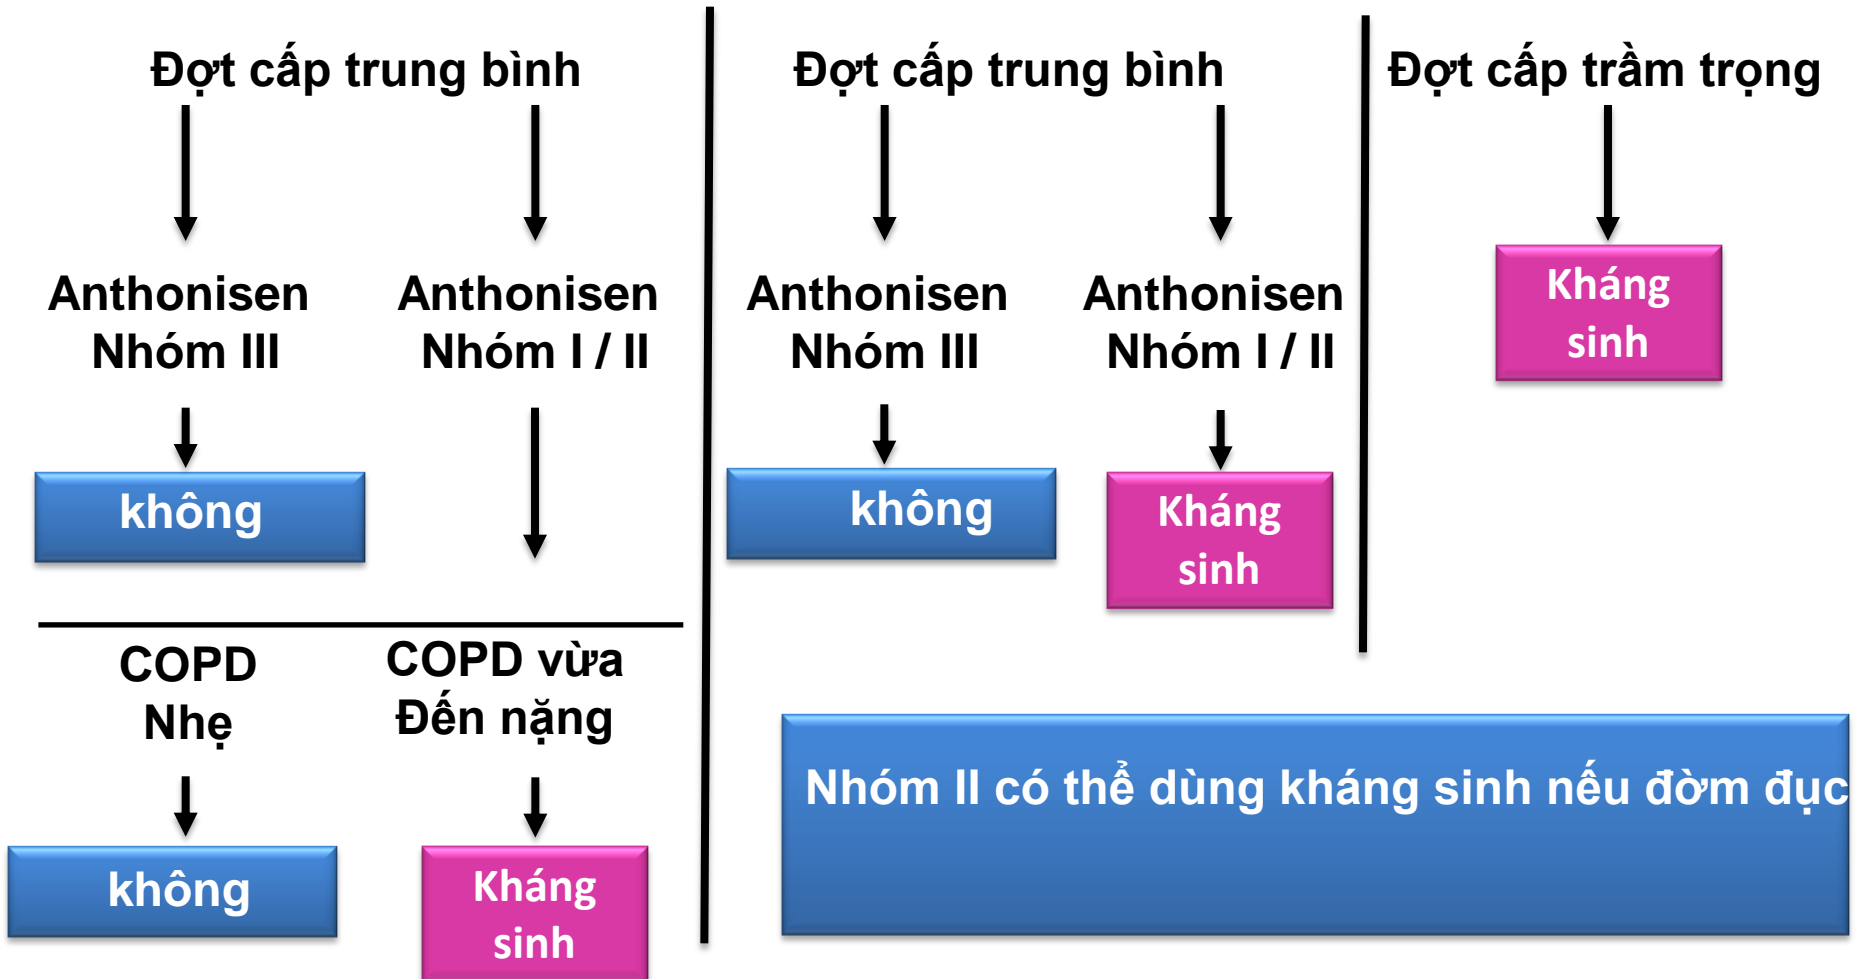 Đợt cấp trung bình
Anthonisen
Nhóm III
không
Anthonisen
Nhóm I / II
COPD
Nhẹ
không
COPD vừa
Đến nặng
Kháng
sinh
Đợt cấp trung bình
Anthonisen
Nhóm III
không
Anthonisen
Nhóm I / II
Kháng
sinh
Đợt cấp trầm trọng
Kháng
sinh
Nhóm II có thể dùng kháng sinh nếu đờm đục